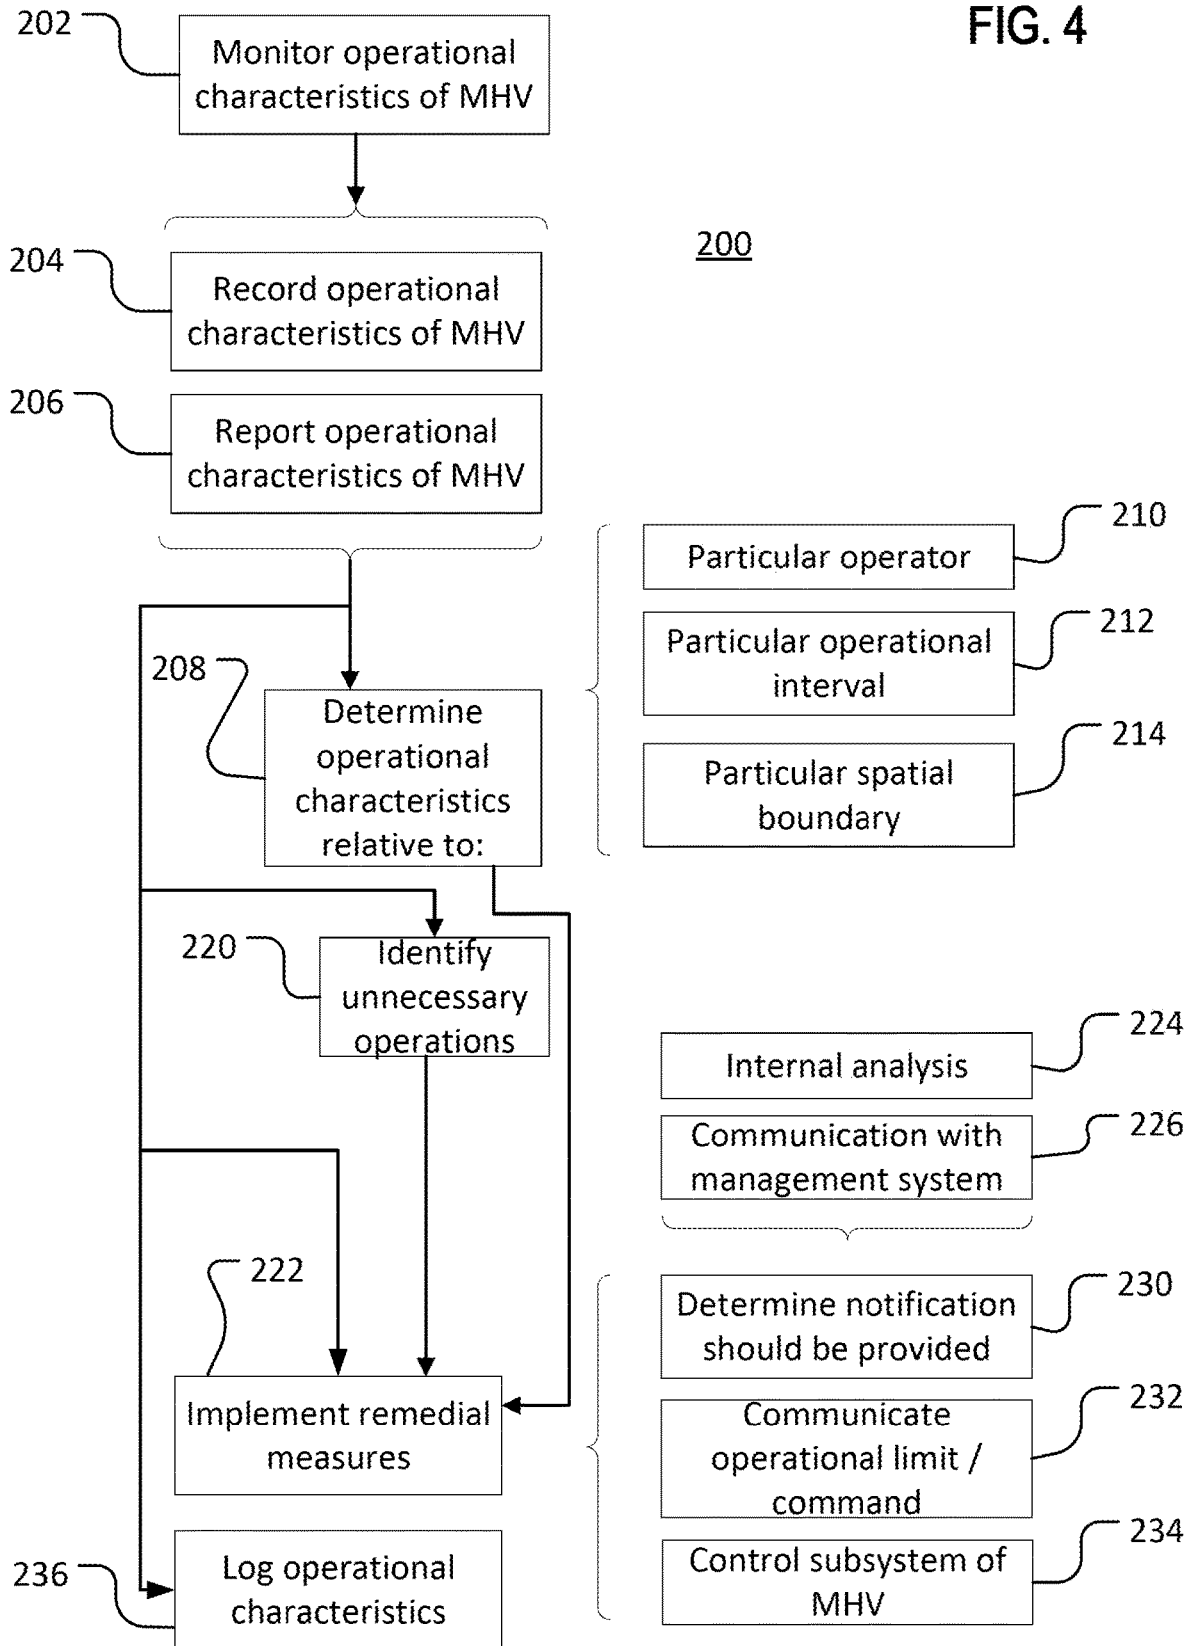 FIG. 4
202
Monitor operational
characteristics of MHV
200
204
Record operational
characteristics of MHV
206
Report operational
characteristics of MHV
210
Particular operator
212
Particular operational
interval
208
Determine
operational
characteristics
relative to:
214
Particular spatial
boundary
220
Identify
unnecessary
operations
224
Internal analysis
226
Communication with
management system
222
Implement remedial
measures
230
Determine notification
should be provided
232
Communicate
operational limit /
command
234
Control subsystem of
MHV
236
Log operational
characteristics